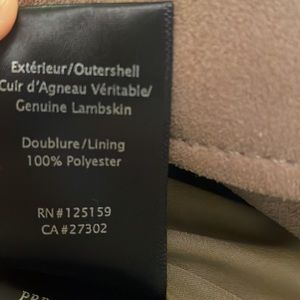 Extérieur/Outershell
Cuir d'Agneau Véritable/
Genuine Lambskin
Doublure/Lining
100% Polyester
RN#125159
CA#27302